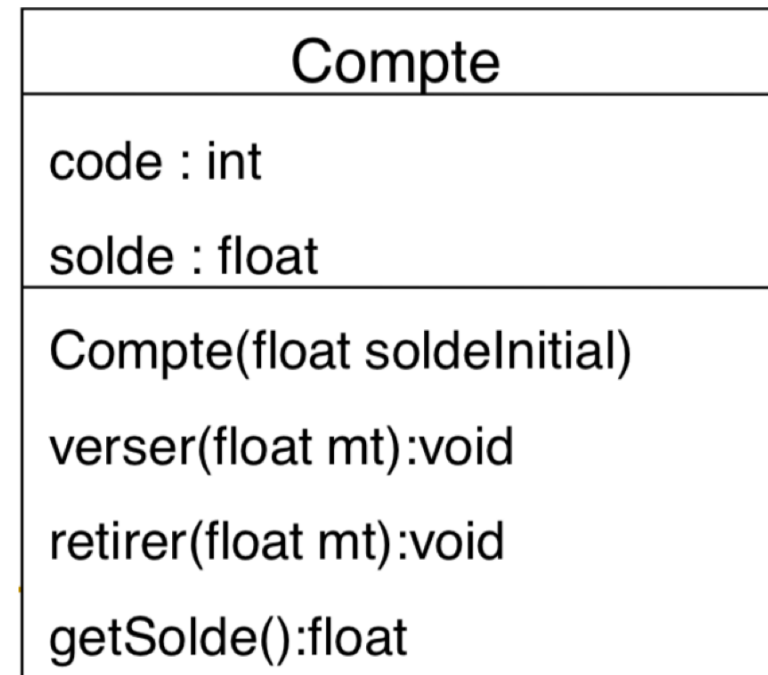 Compte
code : int
solde : float
Compte(float soldeInitial)
verser(float mt):void
retirer(float mt):void
getSolde():float